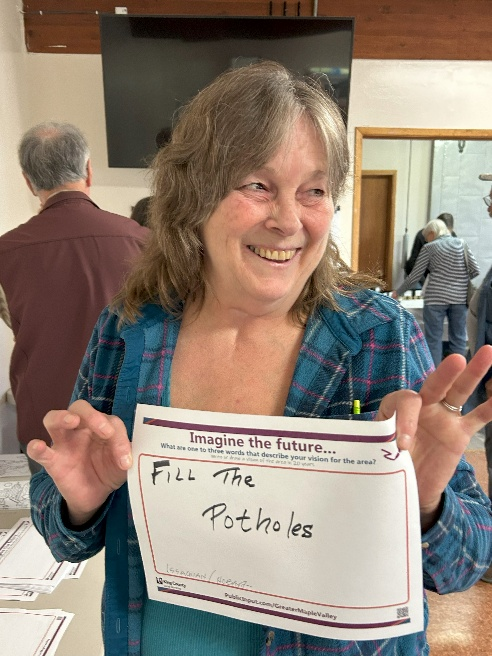 Imagine the future...
What are one to three words that describe your vision for the area?
Fill The
Potholes
King County
PublicInput.com/GreaterMapleValley